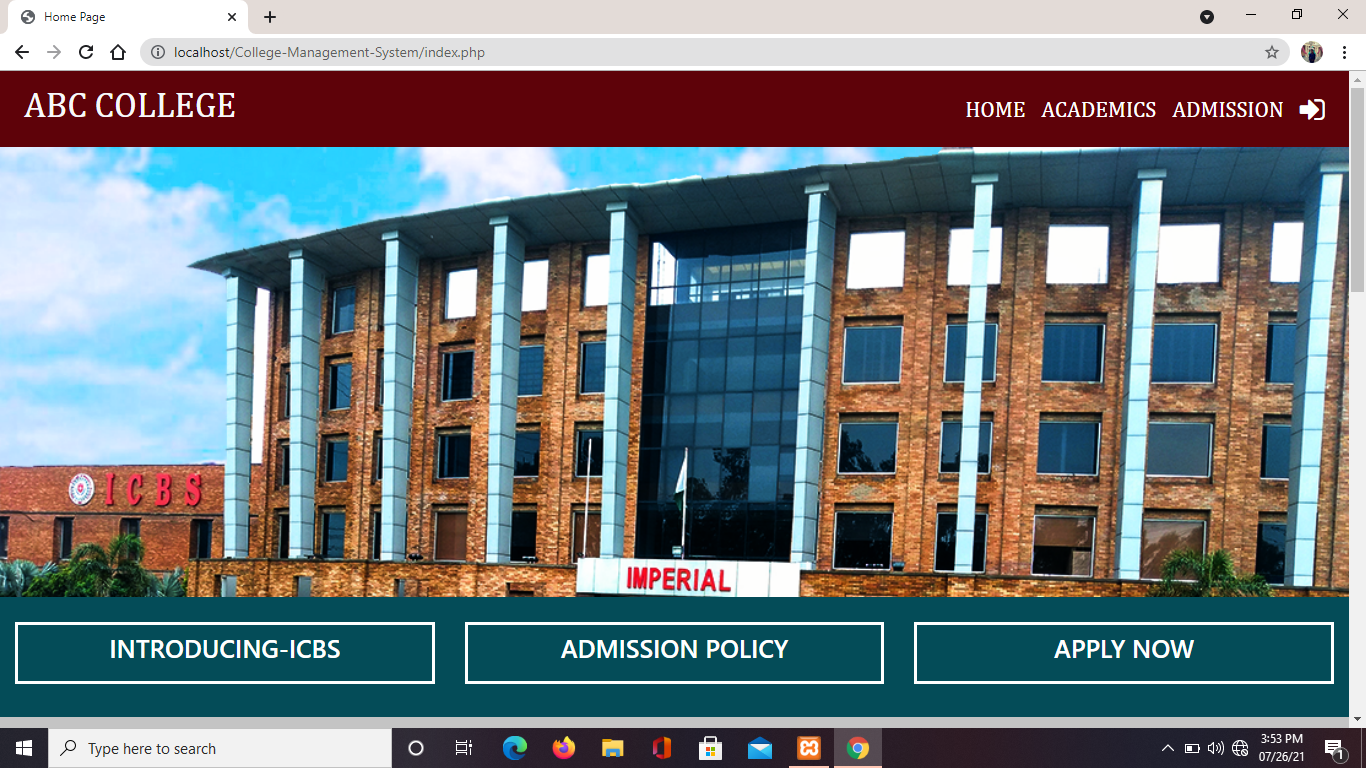 Home Page
localhost/College-Management-System/index.php
ABC COLLEGE
HOME ACADEMICS ADMISSION
ICBS
IMPERIAL
INTRODUCING-ICBS
ADMISSION POLICY
APPLY NOW
Type here to search
3:53 PM
07/26/21
1